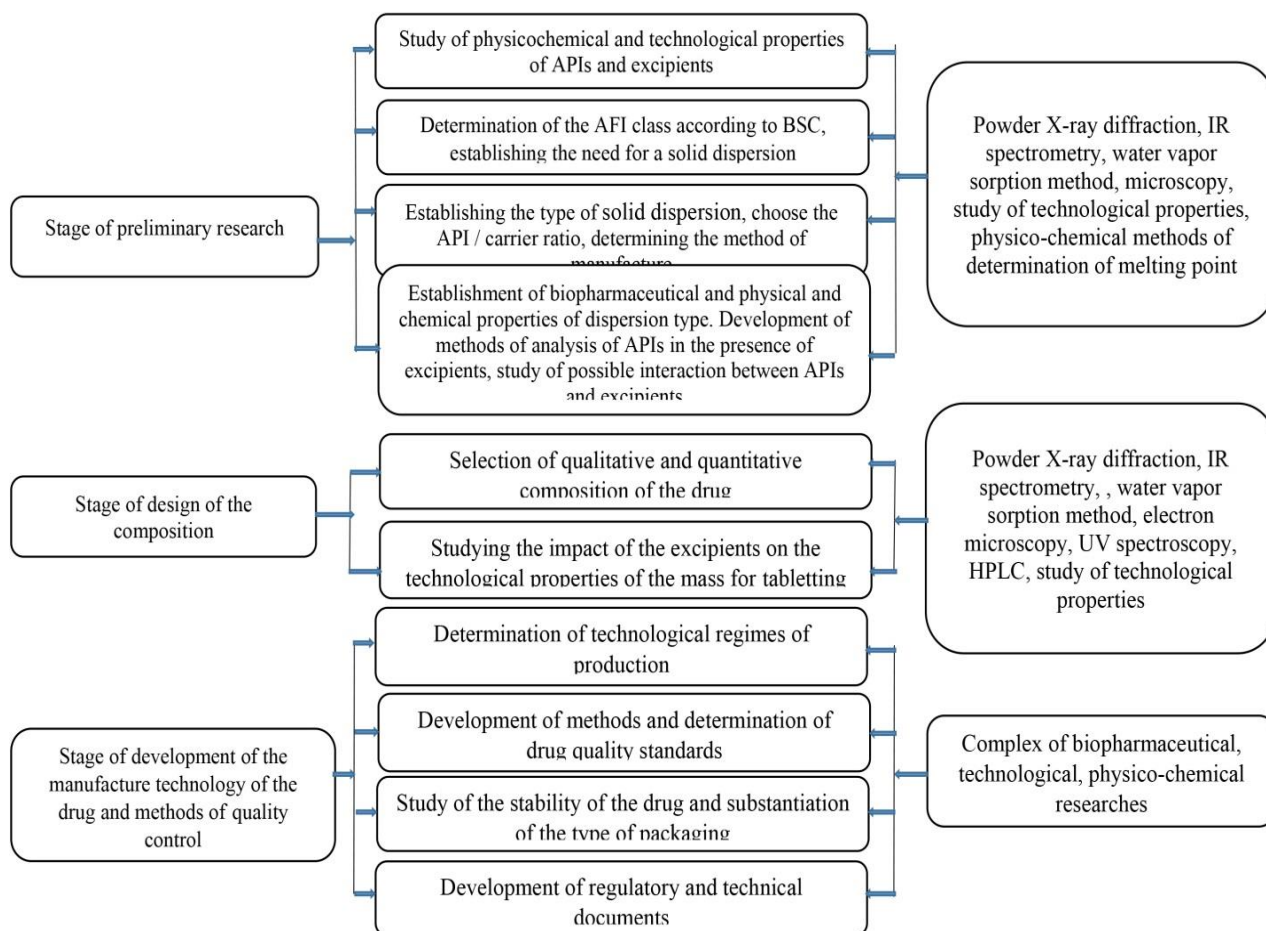 Stage of preliminary research
Study of physicochemical and technological properties
of APIs and excipients
Determination of the AFI class according to BSC,
establishing the need for a solid dispersion
Establishing the type of solid dispersion, choose the
API / carrier ratio, determining the method of
manufacture
Establishment of biopharmaceutical and physical and
chemical properties of dispersion type. Development of
methods of analysis of APIs in the presence of
excipients, study of possible interaction between APIs
and excipients
Powder X-ray diffraction, IR
spectrometry, water vapor
sorption method, microscopy,
study of technological properties,
physico-chemical methods of
determination of melting point
Stage of design of the
composition
Selection of qualitative and quantitative
composition of the drug
Studying the impact of the excipients on the
technological properties of the mass for tabletting
Powder X-ray diffraction, IR
spectrometry, , water vapor
sorption method, electron
microscopy, UV spectroscopy,
HPLC, study of technological
properties
Stage of development of the
manufacture technology of the
drug and methods of quality
control
Determination of technological regimes of
production
Development of methods and determination of
drug quality standards
Study of the stability of the drug and substantiation
of the type of packaging
Development of regulatory and technical
documents
Complex of biopharmaceutical,
technological, physico-chemical
researches